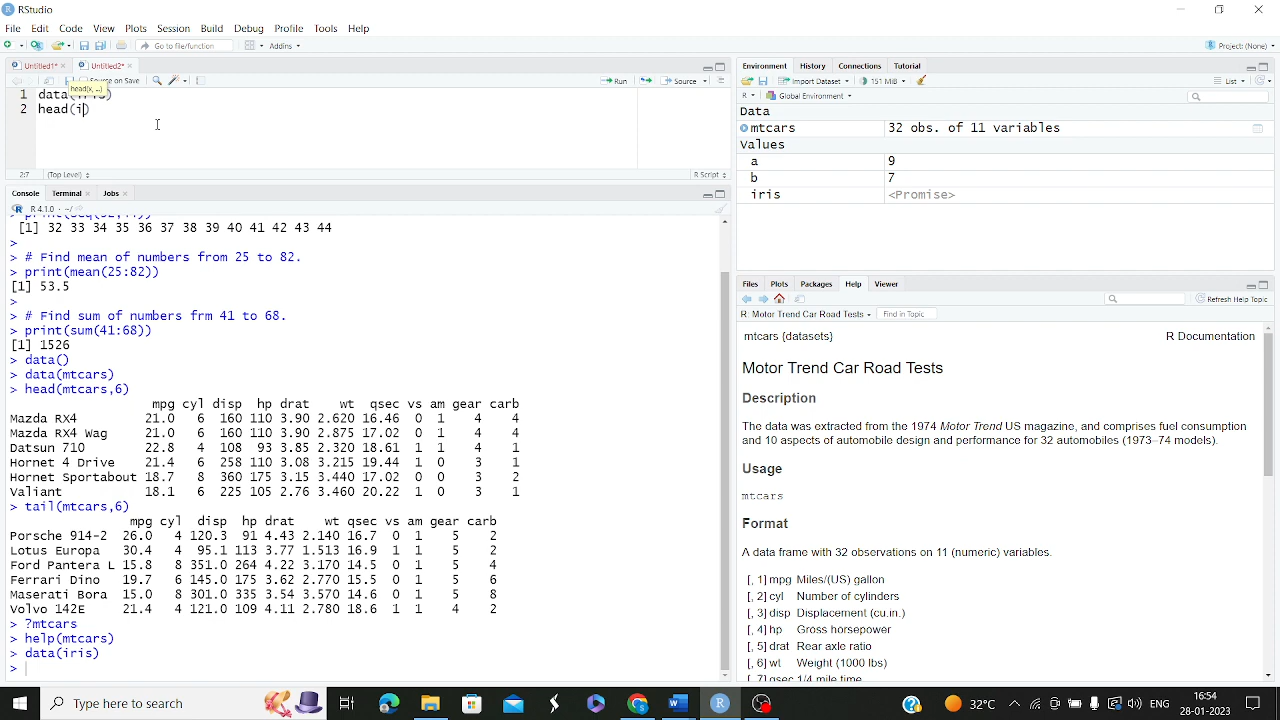 RStudio
File Edit Code View Plots Session Build Debug Profile Tools Help
Go to file/function Addins Project: (None)
Untitled1* × Untitled2* ×
Source on Save Run Source
head(x, ...)
1 data(iris)
2 head(i)
2:7 (Top Level) R Script
Console Terminal × Jobs ×
R 4.1.0 · ~/
[1] 32 33 34 35 36 37 38 39 40 41 42 43 44
>
> # Find mean of numbers from 25 to 82.
> print(mean(25:82))
[1] 53.5
>
> # Find sum of numbers frm 41 to 68.
> print(sum(41:68))
[1] 1526
> data()
> data(mtcars)
> head(mtcars,6)
mpg cyl disp hp drat wt qsec vs am gear carb
Mazda RX4 21.0 6 160 110 3.90 2.620 16.46 0 1 4 4
Mazda RX4 Wag 21.0 6 160 110 3.90 2.875 17.02 0 1 4 4
Datsun 710 22.8 4 108 93 3.85 2.320 18.61 1 1 4 1
Hornet 4 Drive 21.4 6 258 110 3.08 3.215 19.44 1 0 3 1
Hornet Sportabout 18.7 8 360 175 3.15 3.440 17.02 0 0 3 2
Valiant 18.1 6 225 105 2.76 3.460 20.22 1 0 3 1
> tail(mtcars,6)
mpg cyl disp hp drat wt qsec vs am gear carb
Porsche 914-2 26.0 4 120.3 91 4.43 2.140 16.7 0 1 5 2
Lotus Europa 30.4 4 95.1 113 3.77 1.513 16.9 1 1 5 2
Ford Pantera L 15.8 8 351.0 264 4.22 3.170 14.5 0 1 5 4
Ferrari Dino 19.7 6 145.0 175 3.62 2.770 15.5 0 1 5 6
Maserati Bora 15.0 8 301.0 335 3.54 3.570 14.6 0 1 5 8
Volvo 142E 21.4 4 121.0 109 4.11 2.780 18.6 1 1 4 2
> ?mtcars
> help(mtcars)
> data(iris)
>
Environment History Connections Tutorial
Import Dataset 151 MiB List
R Global Environment
Data
mtcars 32 obs. of 11 variables
Values
a 9
b 7
iris <Promise>
Files Plots Packages Help Viewer
Refresh Help Topic
R: Motor Trend Car Road Tests Find in Topic
mtcars {datasets} R Documentation
Motor Trend Car Road Tests
Description
The data was extracted from the 1974 Motor Trend US magazine, and comprises fuel consumption
and 10 aspects of automobile design and performance for 32 automobiles (1973–74 models).
Usage
mtcars
Format
A data frame with 32 observations on 11 (numeric) variables.
[, 1] mpg Miles/(US) gallon
[, 2] cyl Number of cylinders
[, 3] disp Displacement (cu.in.)
[, 4] hp Gross horsepower
[, 5] drat Rear axle ratio
[, 6] wt Weight (1000 lbs)
[, 7] qsec 1/4 mile time
Type here to search 32°C ENG 16:54
28-01-2023